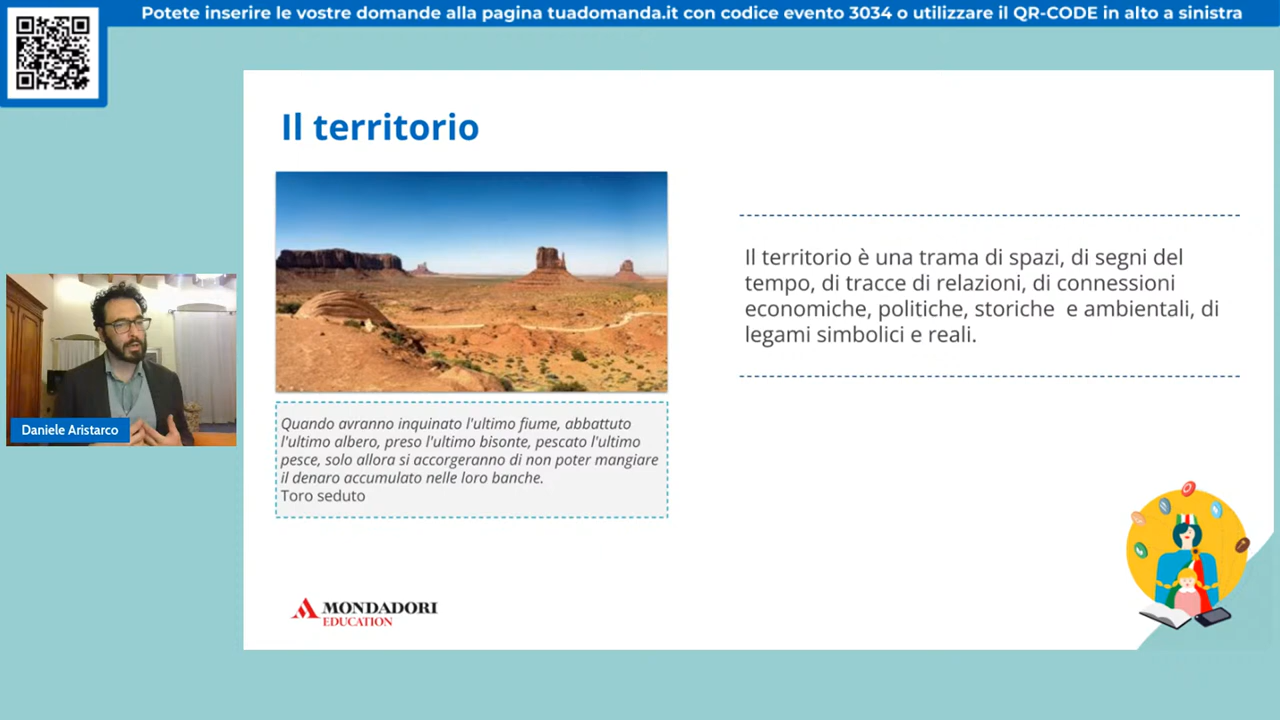 Potete inserire le vostre domande alla pagina tuadomanda.it con codice evento 3034 o utilizzare il QR-CODE in alto a sinistra
Il territorio
Il territorio è una trama di spazi, di segni del
tempo, di tracce di relazioni, di connessioni
economiche, politiche, storiche e ambientali, di
legami simbolici e reali.
Daniele Aristarco
Quando avranno inquinato l'ultimo fiume, abbattuto
l'ultimo albero, preso l'ultimo bisonte, pescato l'ultimo
pesce, solo allora si accorgeranno di non poter mangiare
il denaro accumulato nelle loro banche.
Toro seduto
MONDADORI
EDUCATION